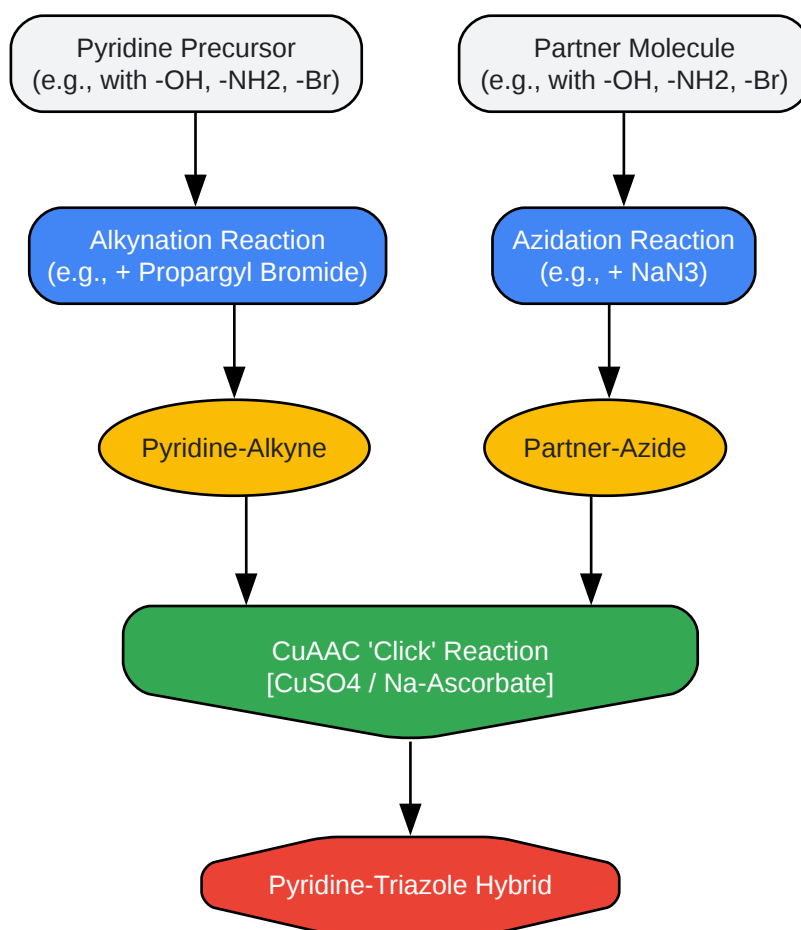 Pyridine Precursor
(e.g., with -OH, -NH2, -Br)
Partner Molecule
(e.g., with -OH, -NH2, -Br)
Alkynation Reaction
(e.g., + Propargyl Bromide)
Azidation Reaction
(e.g., + NaN3)
Pyridine-Alkyne
Partner-Azide
CuAAC 'Click' Reaction
[CuSO4 / Na-Ascorbate]
Pyridine-Triazole Hybrid